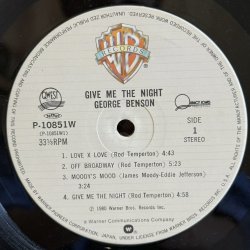 WB
RECORDS
GIVE ME THE NIGHT
GEORGE BENSON
QWEST
P-10851W
(P-10851W1)
33⅓RPM
SIDE
1
STEREO
1 LOVE X LOVE (Rod Temperton) 4:43
2 OFF BROADWAY (Rod Temperton) 5:23
3 MOODY'S MOOD (James Moody-Eddie Jefferson)
3:24
4 GIVE ME THE NIGHT (Rod Temperton) 4:58
℗ 1980 Warner Bros. Records Inc.
a Warner Communications Company